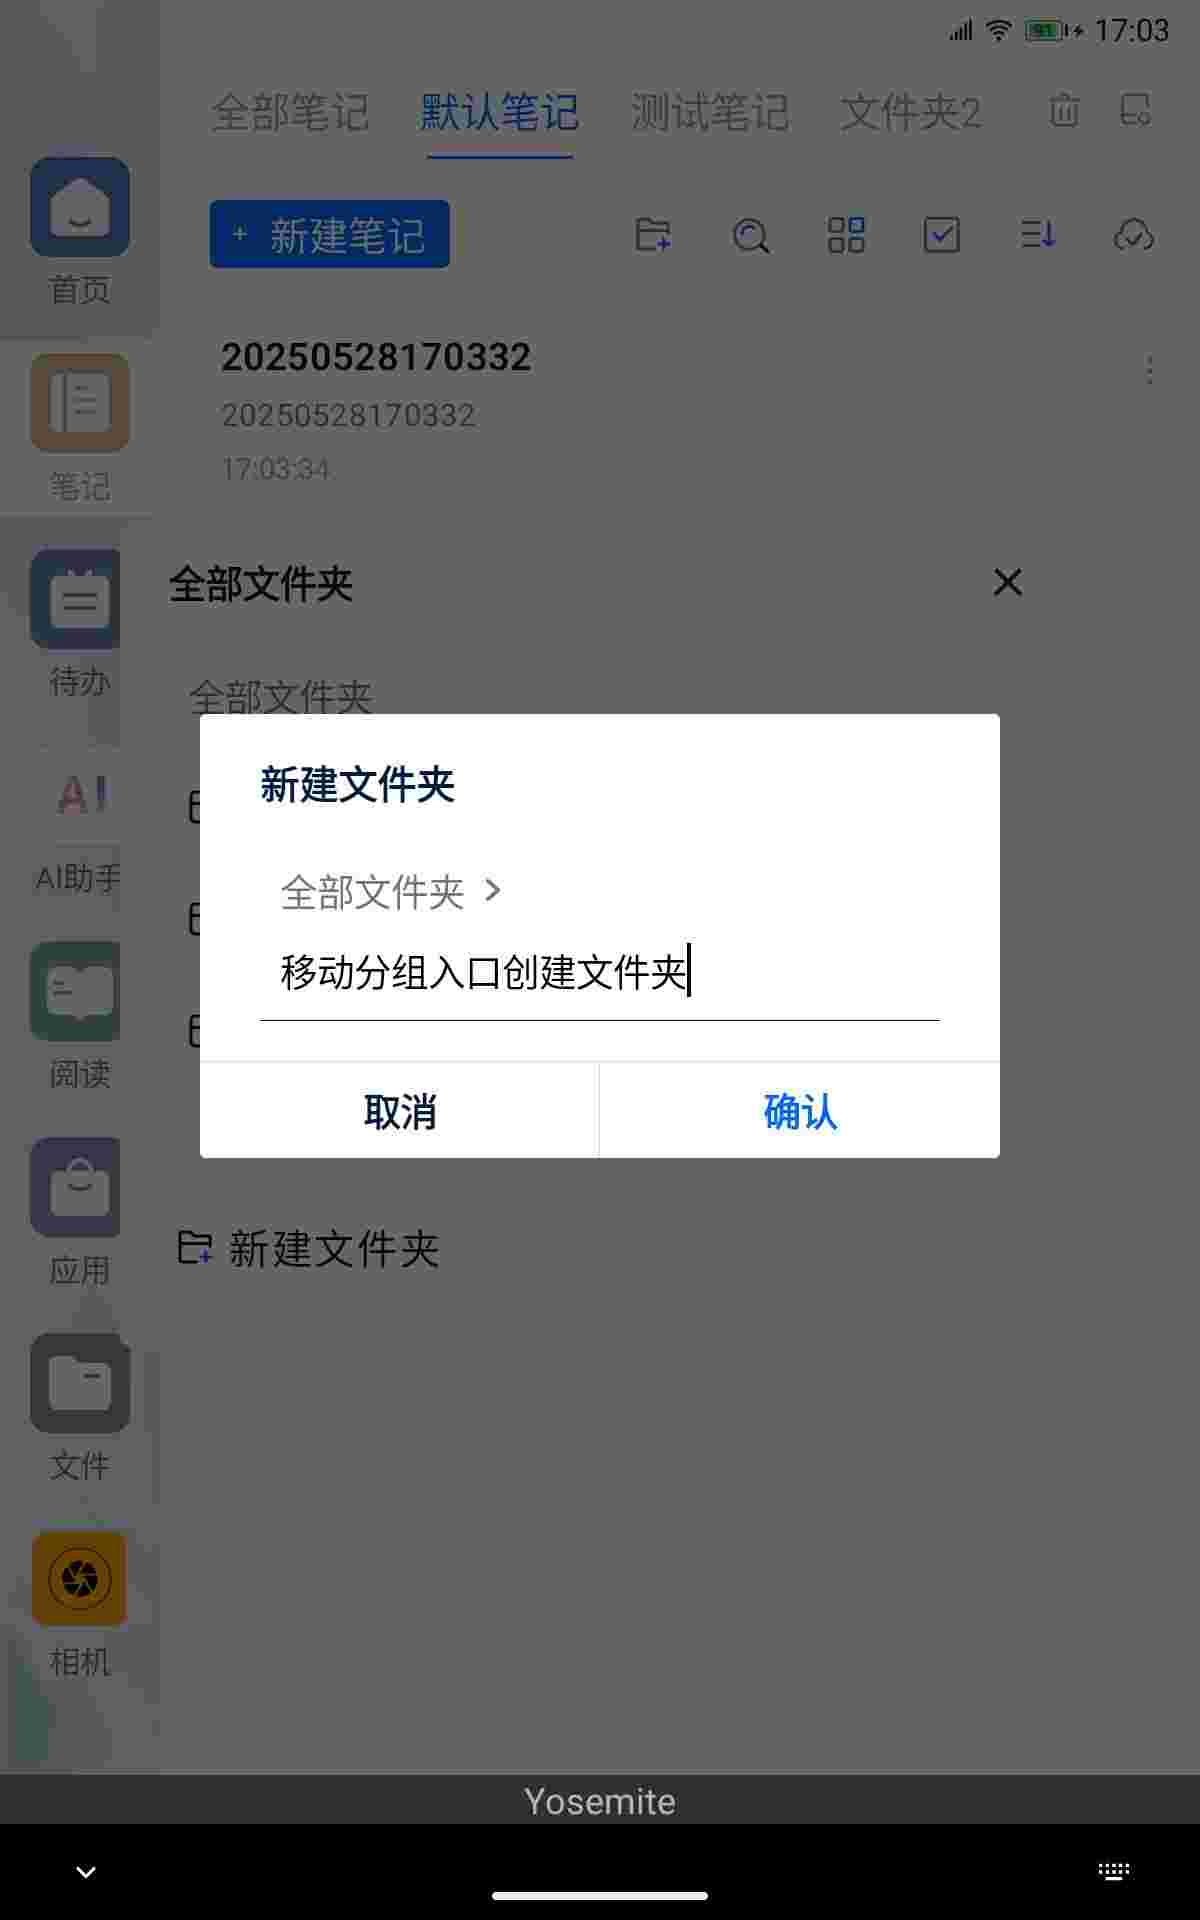 91 17:03
全部笔记 默认笔记 测试笔记 文件夹2
+ 新建笔记
首页
20250528170332
20250528170332
17:03:34
笔记
全部文件夹
待办
全部文件夹
新建文件夹
AI
AI助手
全部文件夹 >
移动分组入口创建文件夹
阅读
取消 确认
新建文件夹
应用
文件
相机
Yosemite